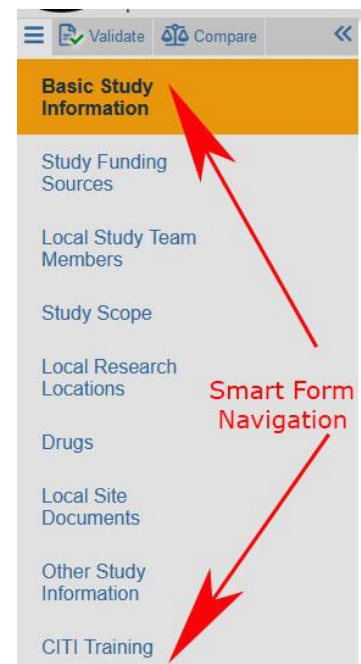 Validate Compare
Basic Study
Information
Study Funding
Sources
Local Study Team
Members
Study Scope
Local Research
Locations
Smart Form
Navigation
Drugs
Local Site
Documents
Other Study
Information
CITI Training